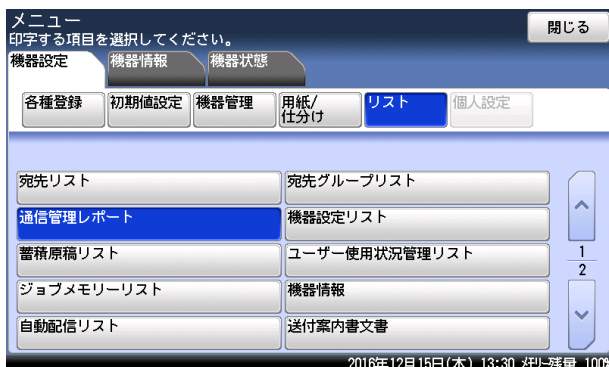 メニュー
閉じる
印字する項目を選択してください。
機器設定
機器情報
機器状態
各種登録
初期値設定
機器管理
用紙/
仕分け
リスト
個人設定
宛先リスト
宛先グループリスト
通信管理レポート
機器設定リスト
蓄積原稿リスト
ユーザー使用状況管理リスト
1
2
ジョブメモリーリスト
機器情報
自動配信リスト
送付案内書文書
2016年12月15日(木) 13:30 メモリー残量 100%